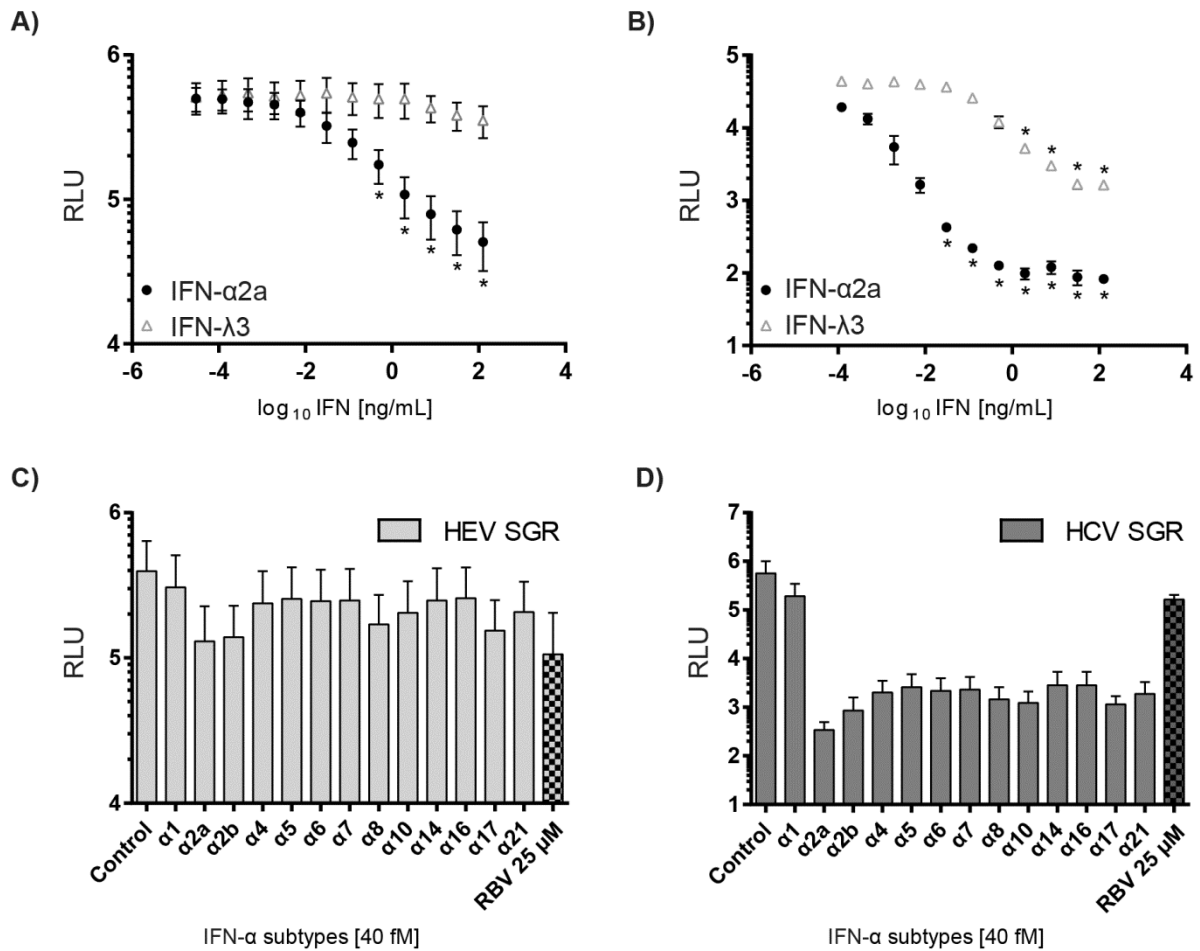 A)
6
5
4
RLU
IFN-α2a
IFN-λ3
* * * * *
-6 -4 -2 0 2 4
log10 IFN [ng/mL]
B)
5
4
3
2
1
RLU
* * * *
IFN-α2a
IFN-λ3
* * * * * * *
-6 -4 -2 0 2 4
log10 IFN [ng/mL]
C)
6
5
4
RLU
HEV SGR
Control α1 α2a α2b α4 α5 α6 α7 α8 α10 α14 α16 α17 α21 RBV 25 μM
IFN-α subtypes [40 fM]
D)
7
6
5
4
3
2
1
RLU
HCV SGR
Control α1 α2a α2b α4 α5 α6 α7 α8 α10 α14 α16 α17 α21 RBV 25 μM
IFN-α subtypes [40 fM]